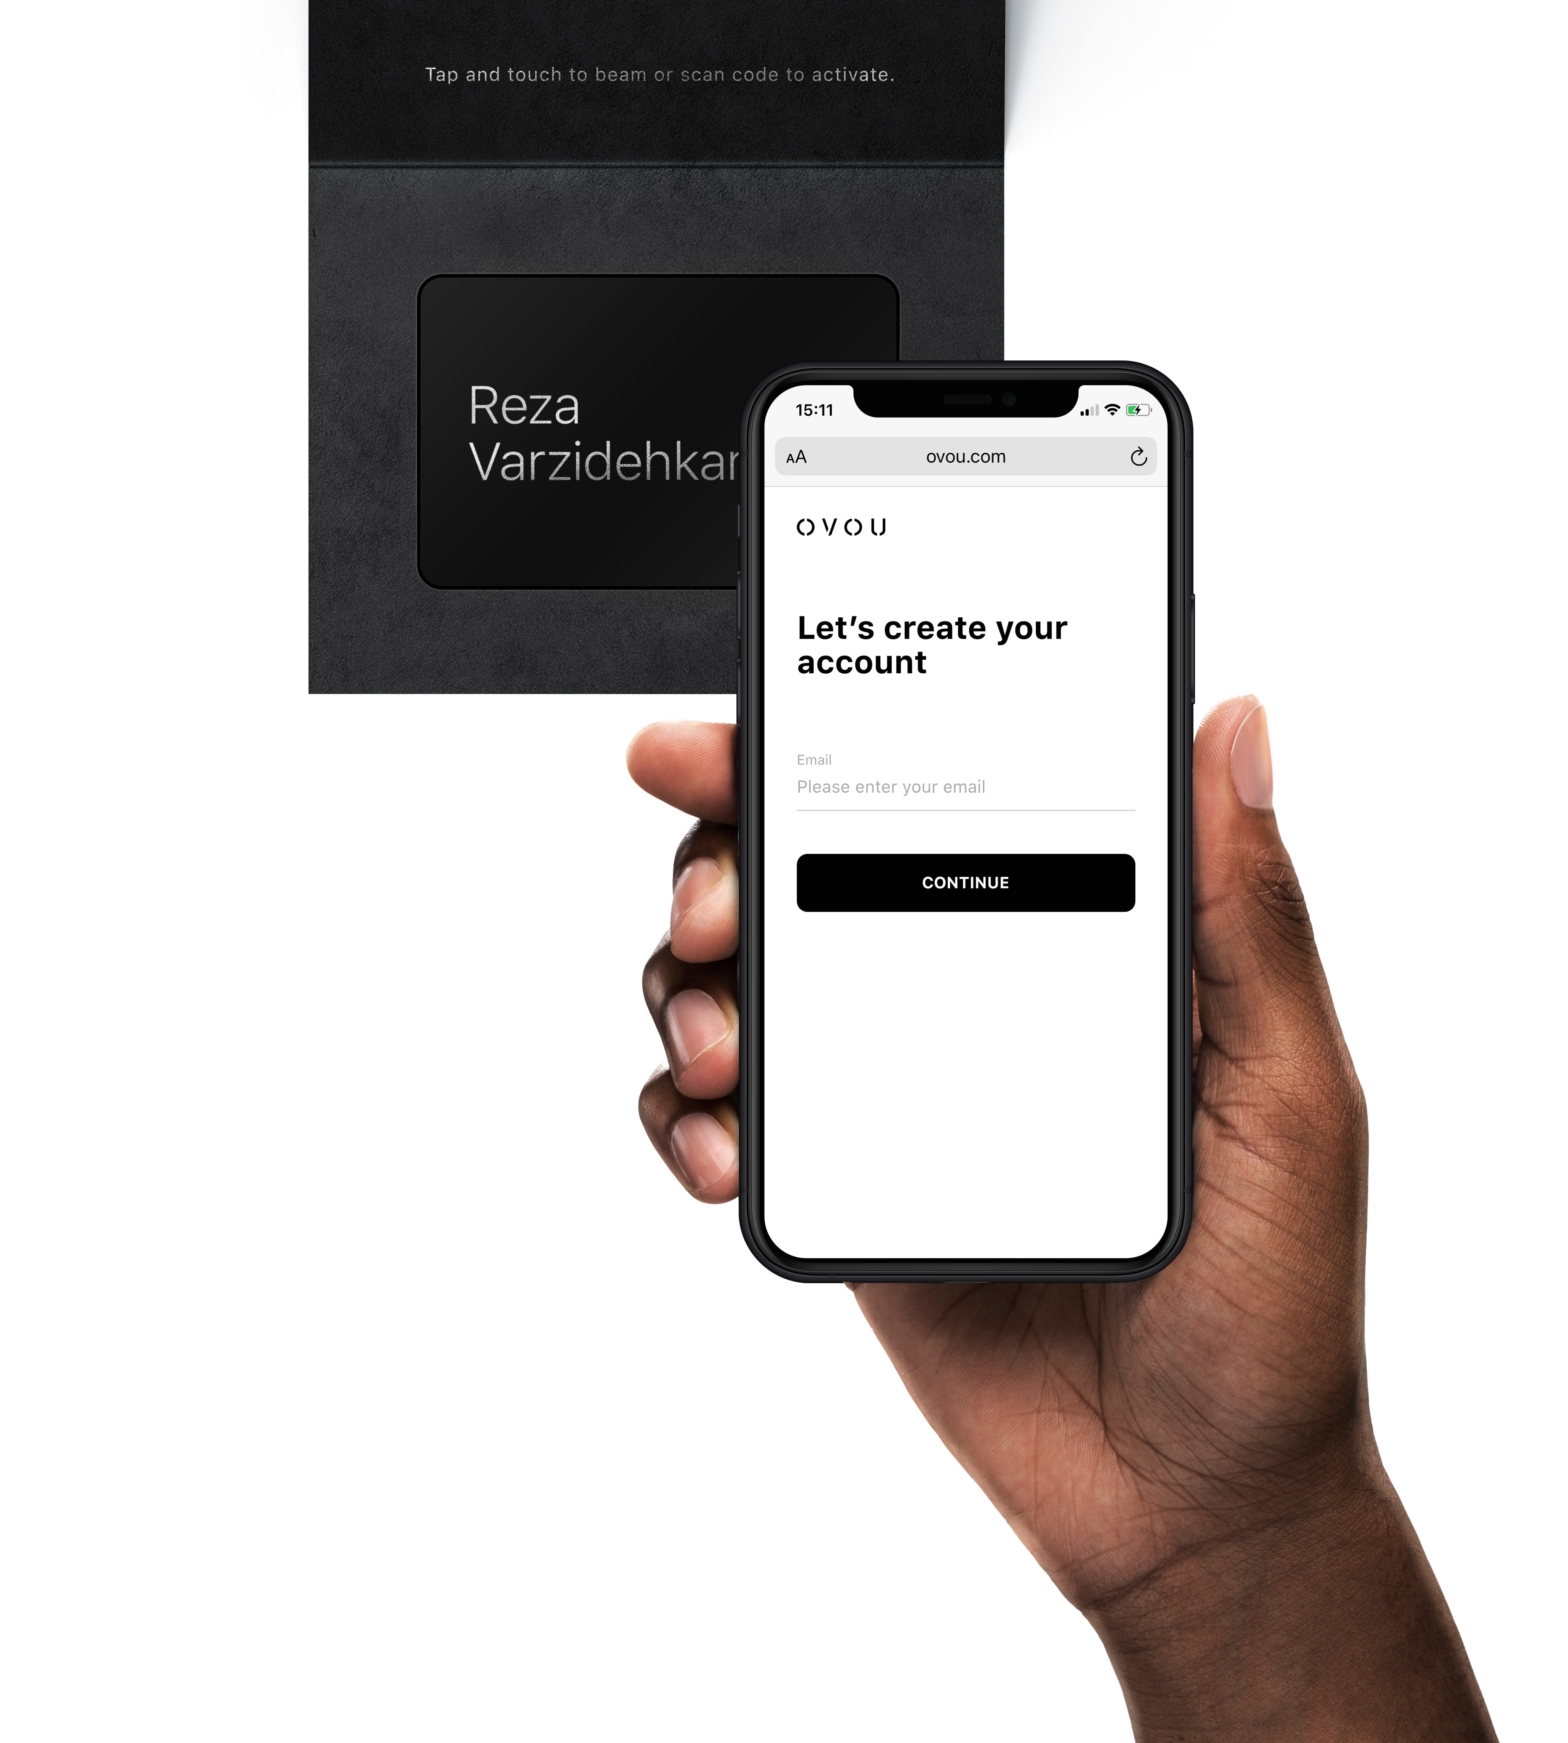 Tap and touch to beam or scan code to activate.
Reza
15:11
AA
ovou.com
OVOU
Let’s create your
account
Email
Please enter your email
CONTINUE